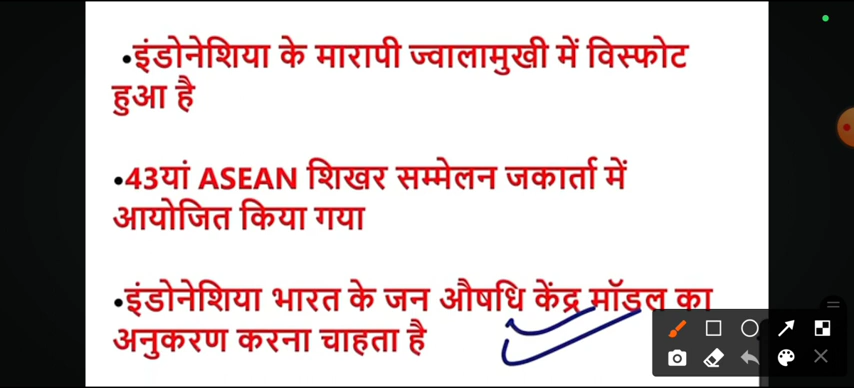 •इंडोनेशिया के मारापी ज्वालामुखी में विस्फोट
हुआ है
•43यां ASEAN शिखर सम्मेलन जकार्ता में
आयोजित किया गया
•इंडोनेशिया भारत के जन औषधि केंद्र मॉडल का
अनुकरण करना चाहता है